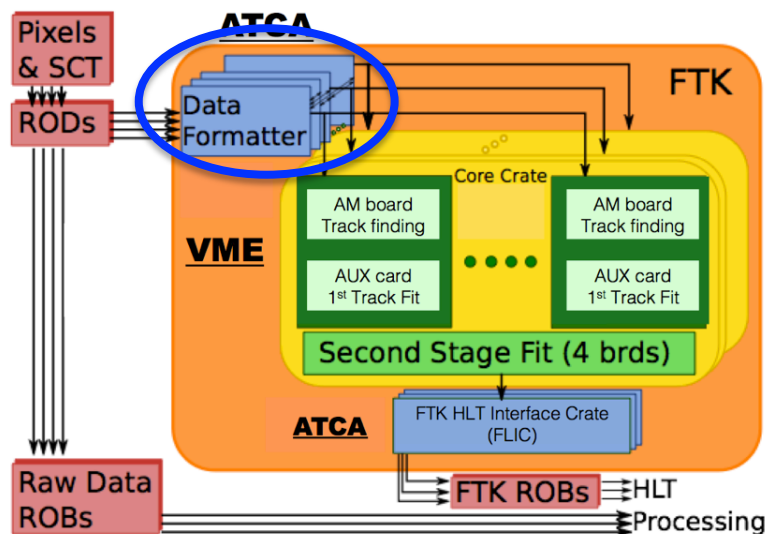 ATCA
Pixels
& SCT
FTK
RODs
Data
Formatter
Core Crate
AM board
Track finding
AM board
Track finding
VME
AUX card
1st Track Fit
AUX card
1st Track Fit
Second Stage Fit (4 brds)
ATCA
FTK HLT Interface Crate
(FLIC)
Raw Data
ROBs
FTK ROBs
HLT
Processing